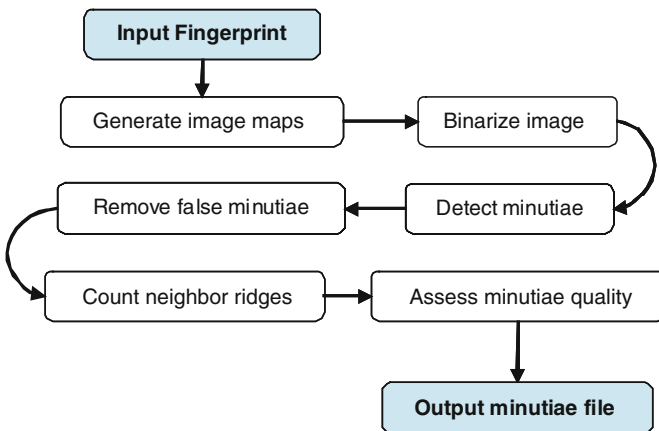 Input Fingerprint
Generate image maps
Binarize image
Remove false minutiae
Detect minutiae
Count neighbor ridges
Assess minutiae quality
Output minutiae file